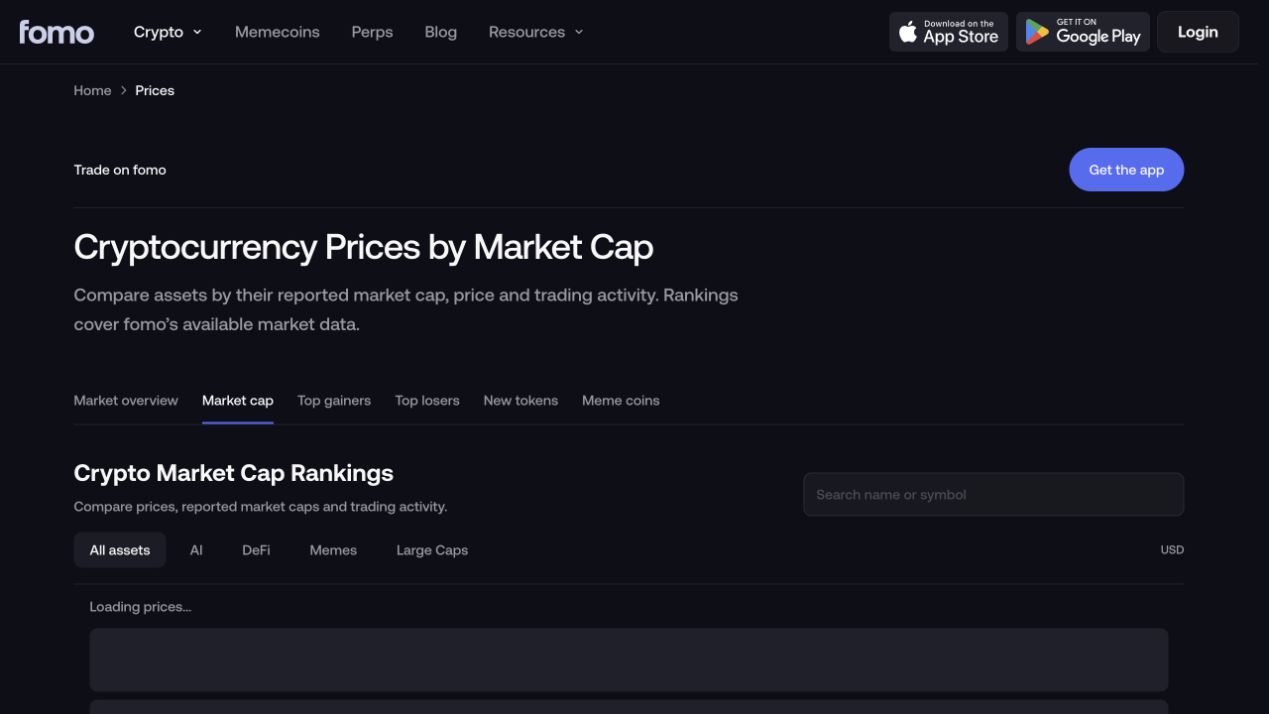 fomo
Crypto
Memecoins
Perps
Blog
Resources
Download on the
App Store
GET IT ON
Google Play
Login
Home > Prices
Trade on fomo
Get the app
Cryptocurrency Prices by Market Cap
Compare assets by their reported market cap, price and trading activity. Rankings
cover fomo’s available market data.
Market overview
Market cap
Top gainers
Top losers
New tokens
Meme coins
Crypto Market Cap Rankings
Compare prices, reported market caps and trading activity.
Search name or symbol
All assets
AI
DeFi
Memes
Large Caps
USD
Loading prices...